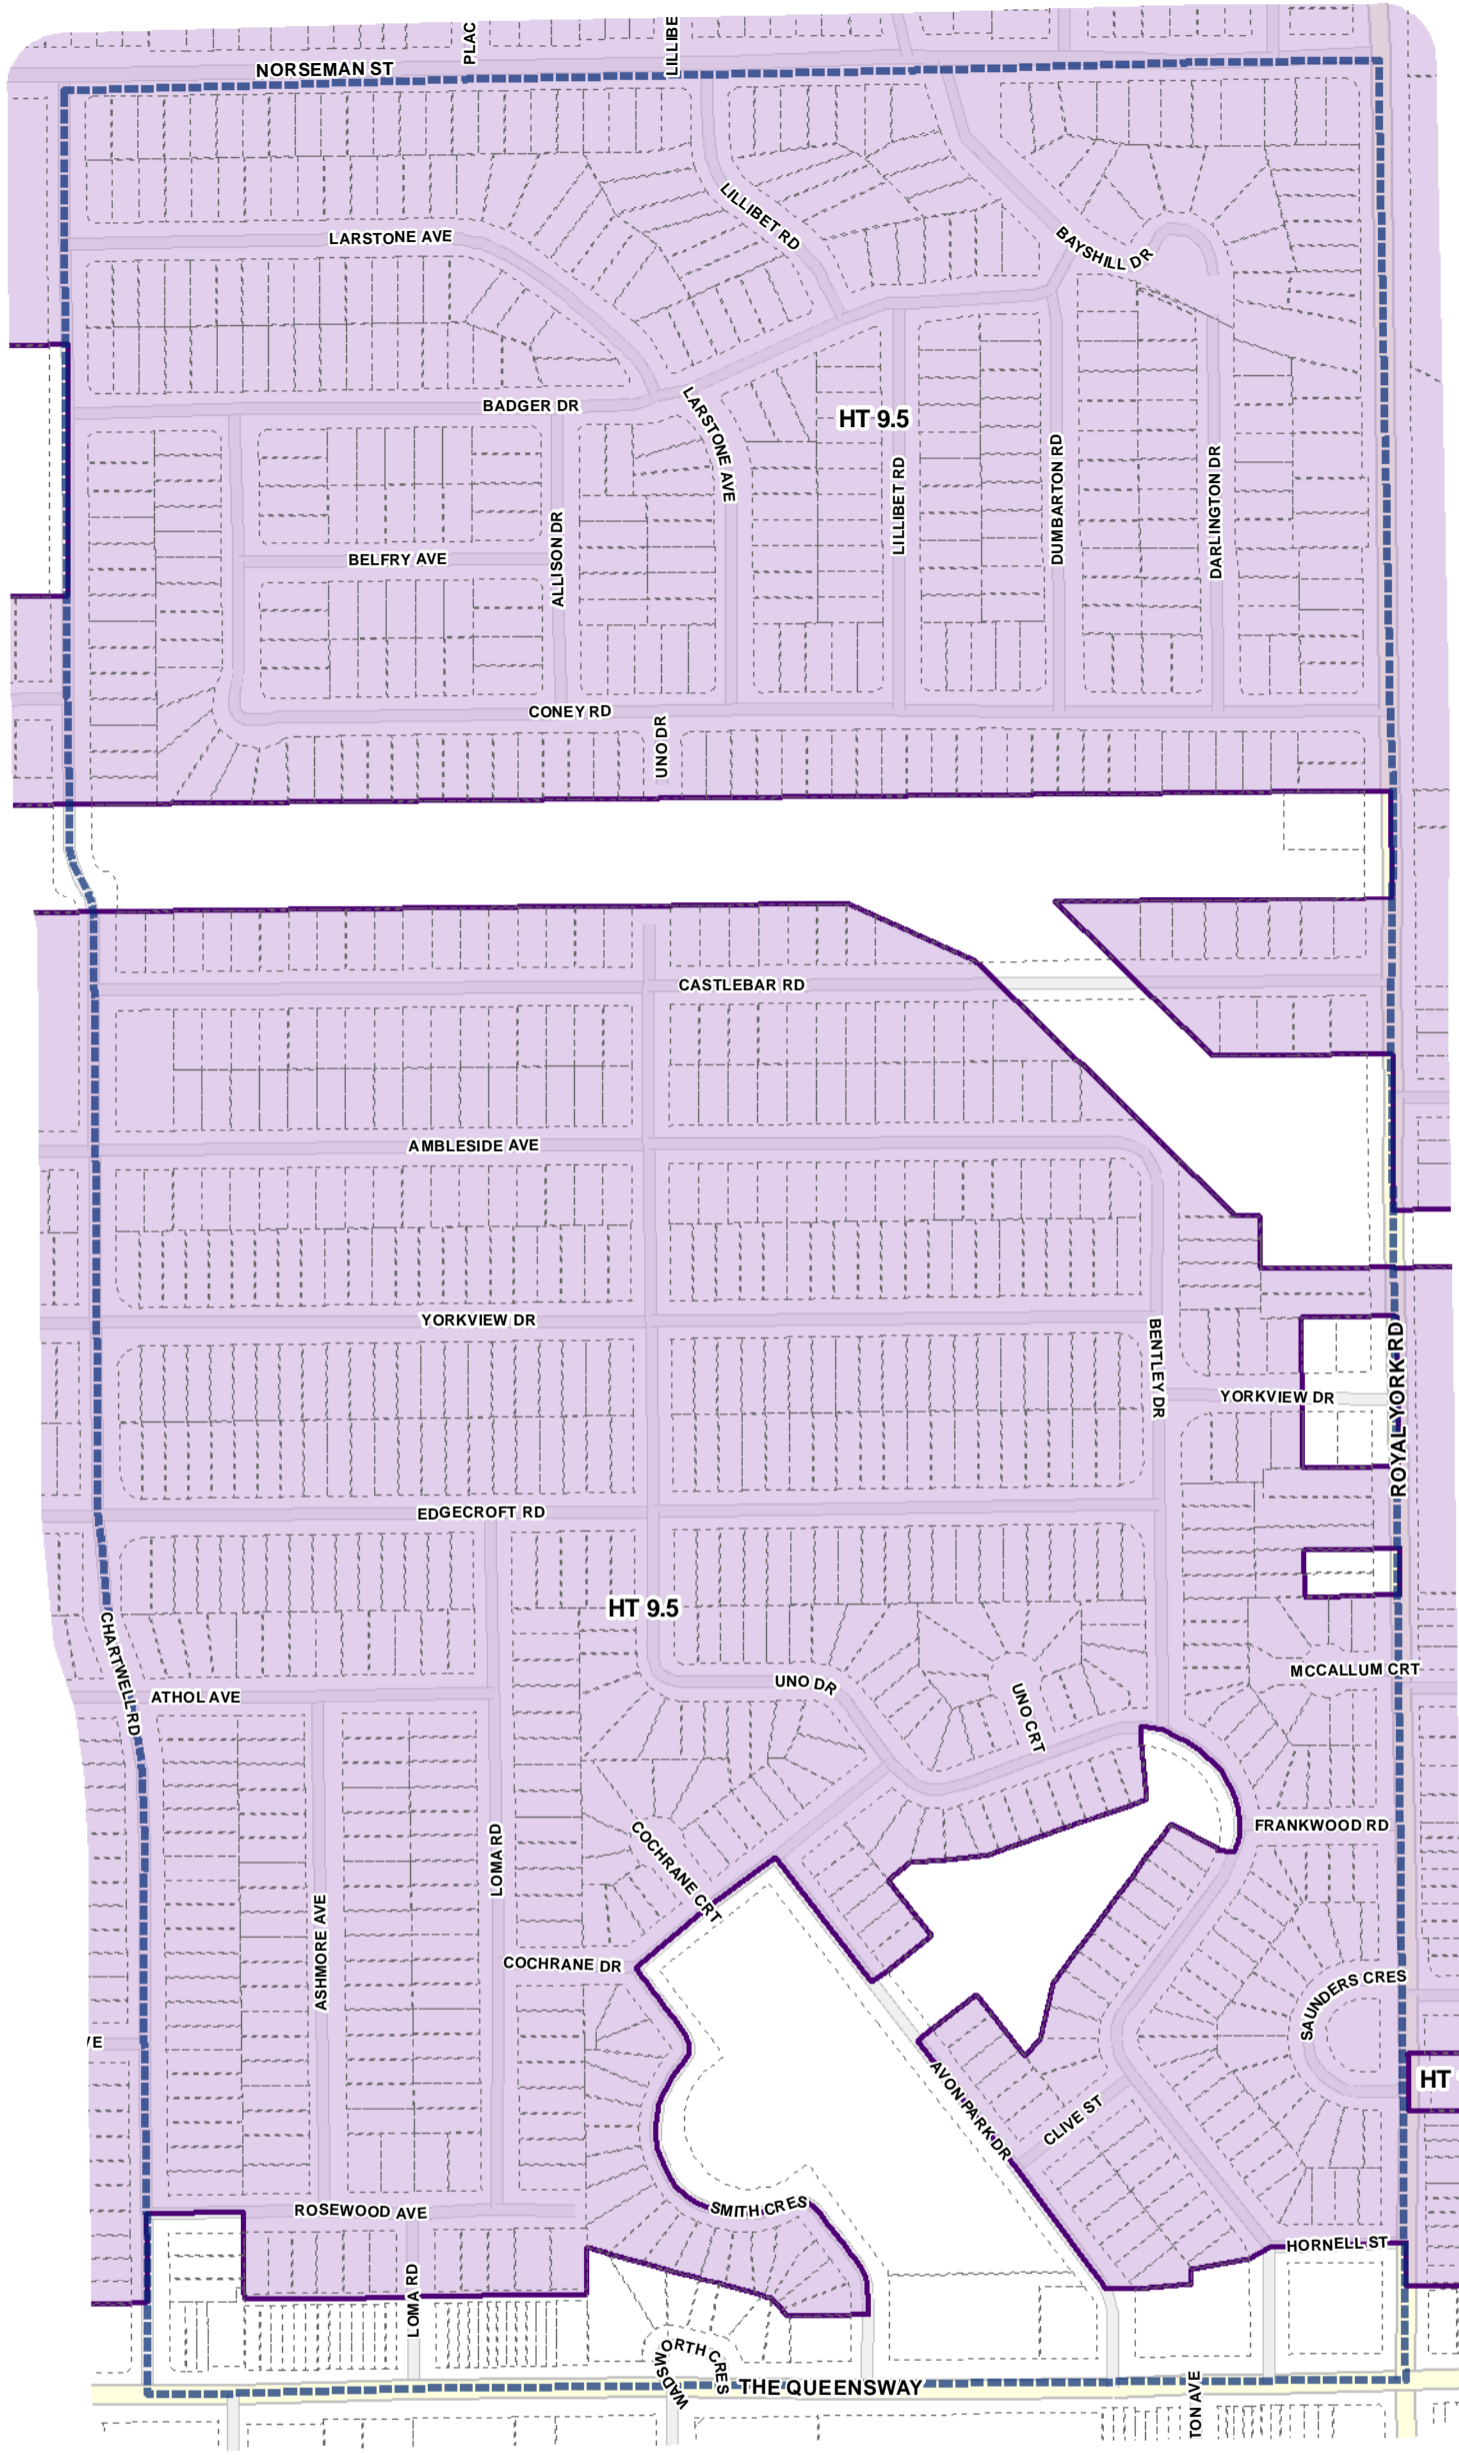 PLAC
LILLIBE
NORSEMAN ST
LILLIBET RD
LARSTONE AVE
BAYSHILL DR
BADGER DR
LARSTONE AVE
HT 9.5
LILLIBET RD
DUMBARTON RD
DARLINGTON DR
BELFRY AVE
ALLISON DR
CONEY RD
UNO DR
CASTLEBAR RD
AMBLESIDE AVE
YORKVIEW DR
BENTLEY DR
YORKVIEW DR
ROYAL YORK RD
EDGECROFT RD
HT 9.5
CHARTWELL RD
ATHOL AVE
UNO DR
UNO CRT
MCCALLUM CRT
LOMA RD
COCHRANE CRT
FRANKWOOD RD
ASHMORE AVE
COCHRANE DR
SAUNDERS CRES
VE
HT
AVON PARK DR
CLIVE ST
ROSEWOOD AVE
SMITH CRES
HORNELL ST
LOMA RD
WADSWORTH CRES
THE QUEENSWAY
TON AVE